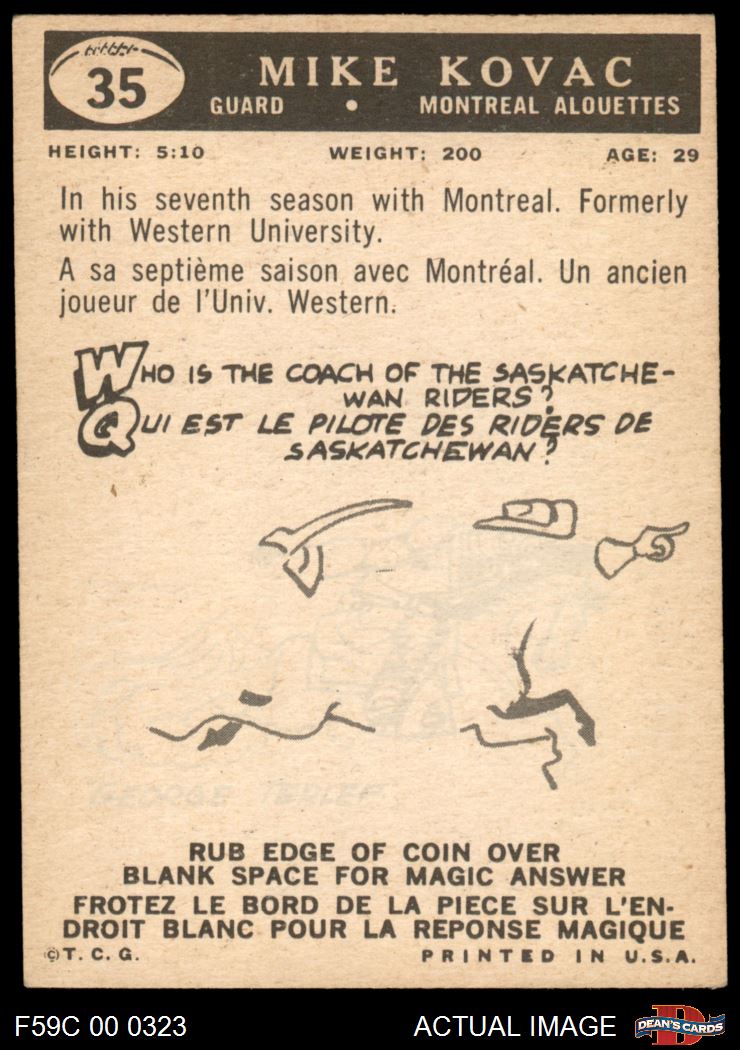 35
MIKE KOVAC
GUARD • MONTREAL ALOUETTES
HEIGHT: 5:10 WEIGHT: 200 AGE: 29
In his seventh season with Montreal. Formerly
with Western University.
A sa septième saison avec Montréal. Un ancien
joueur de l'Univ. Western.
WHO IS THE COACH OF THE SASKATCHE-
WAN RIDERS?
QUI EST LE PILOTE DES RIDERS DE
SASKATCHEWAN?
GEORGE TERLEP
RUB EDGE OF COIN OVER
BLANK SPACE FOR MAGIC ANSWER
FROTEZ LE BORD DE LA PIECE SUR L'EN-
DROIT BLANC POUR LA REPONSE MAGIQUE
©T.C.G. PRINTED IN U.S.A.
F59C 00 0323 ACTUAL IMAGE DEAN'S CARDS